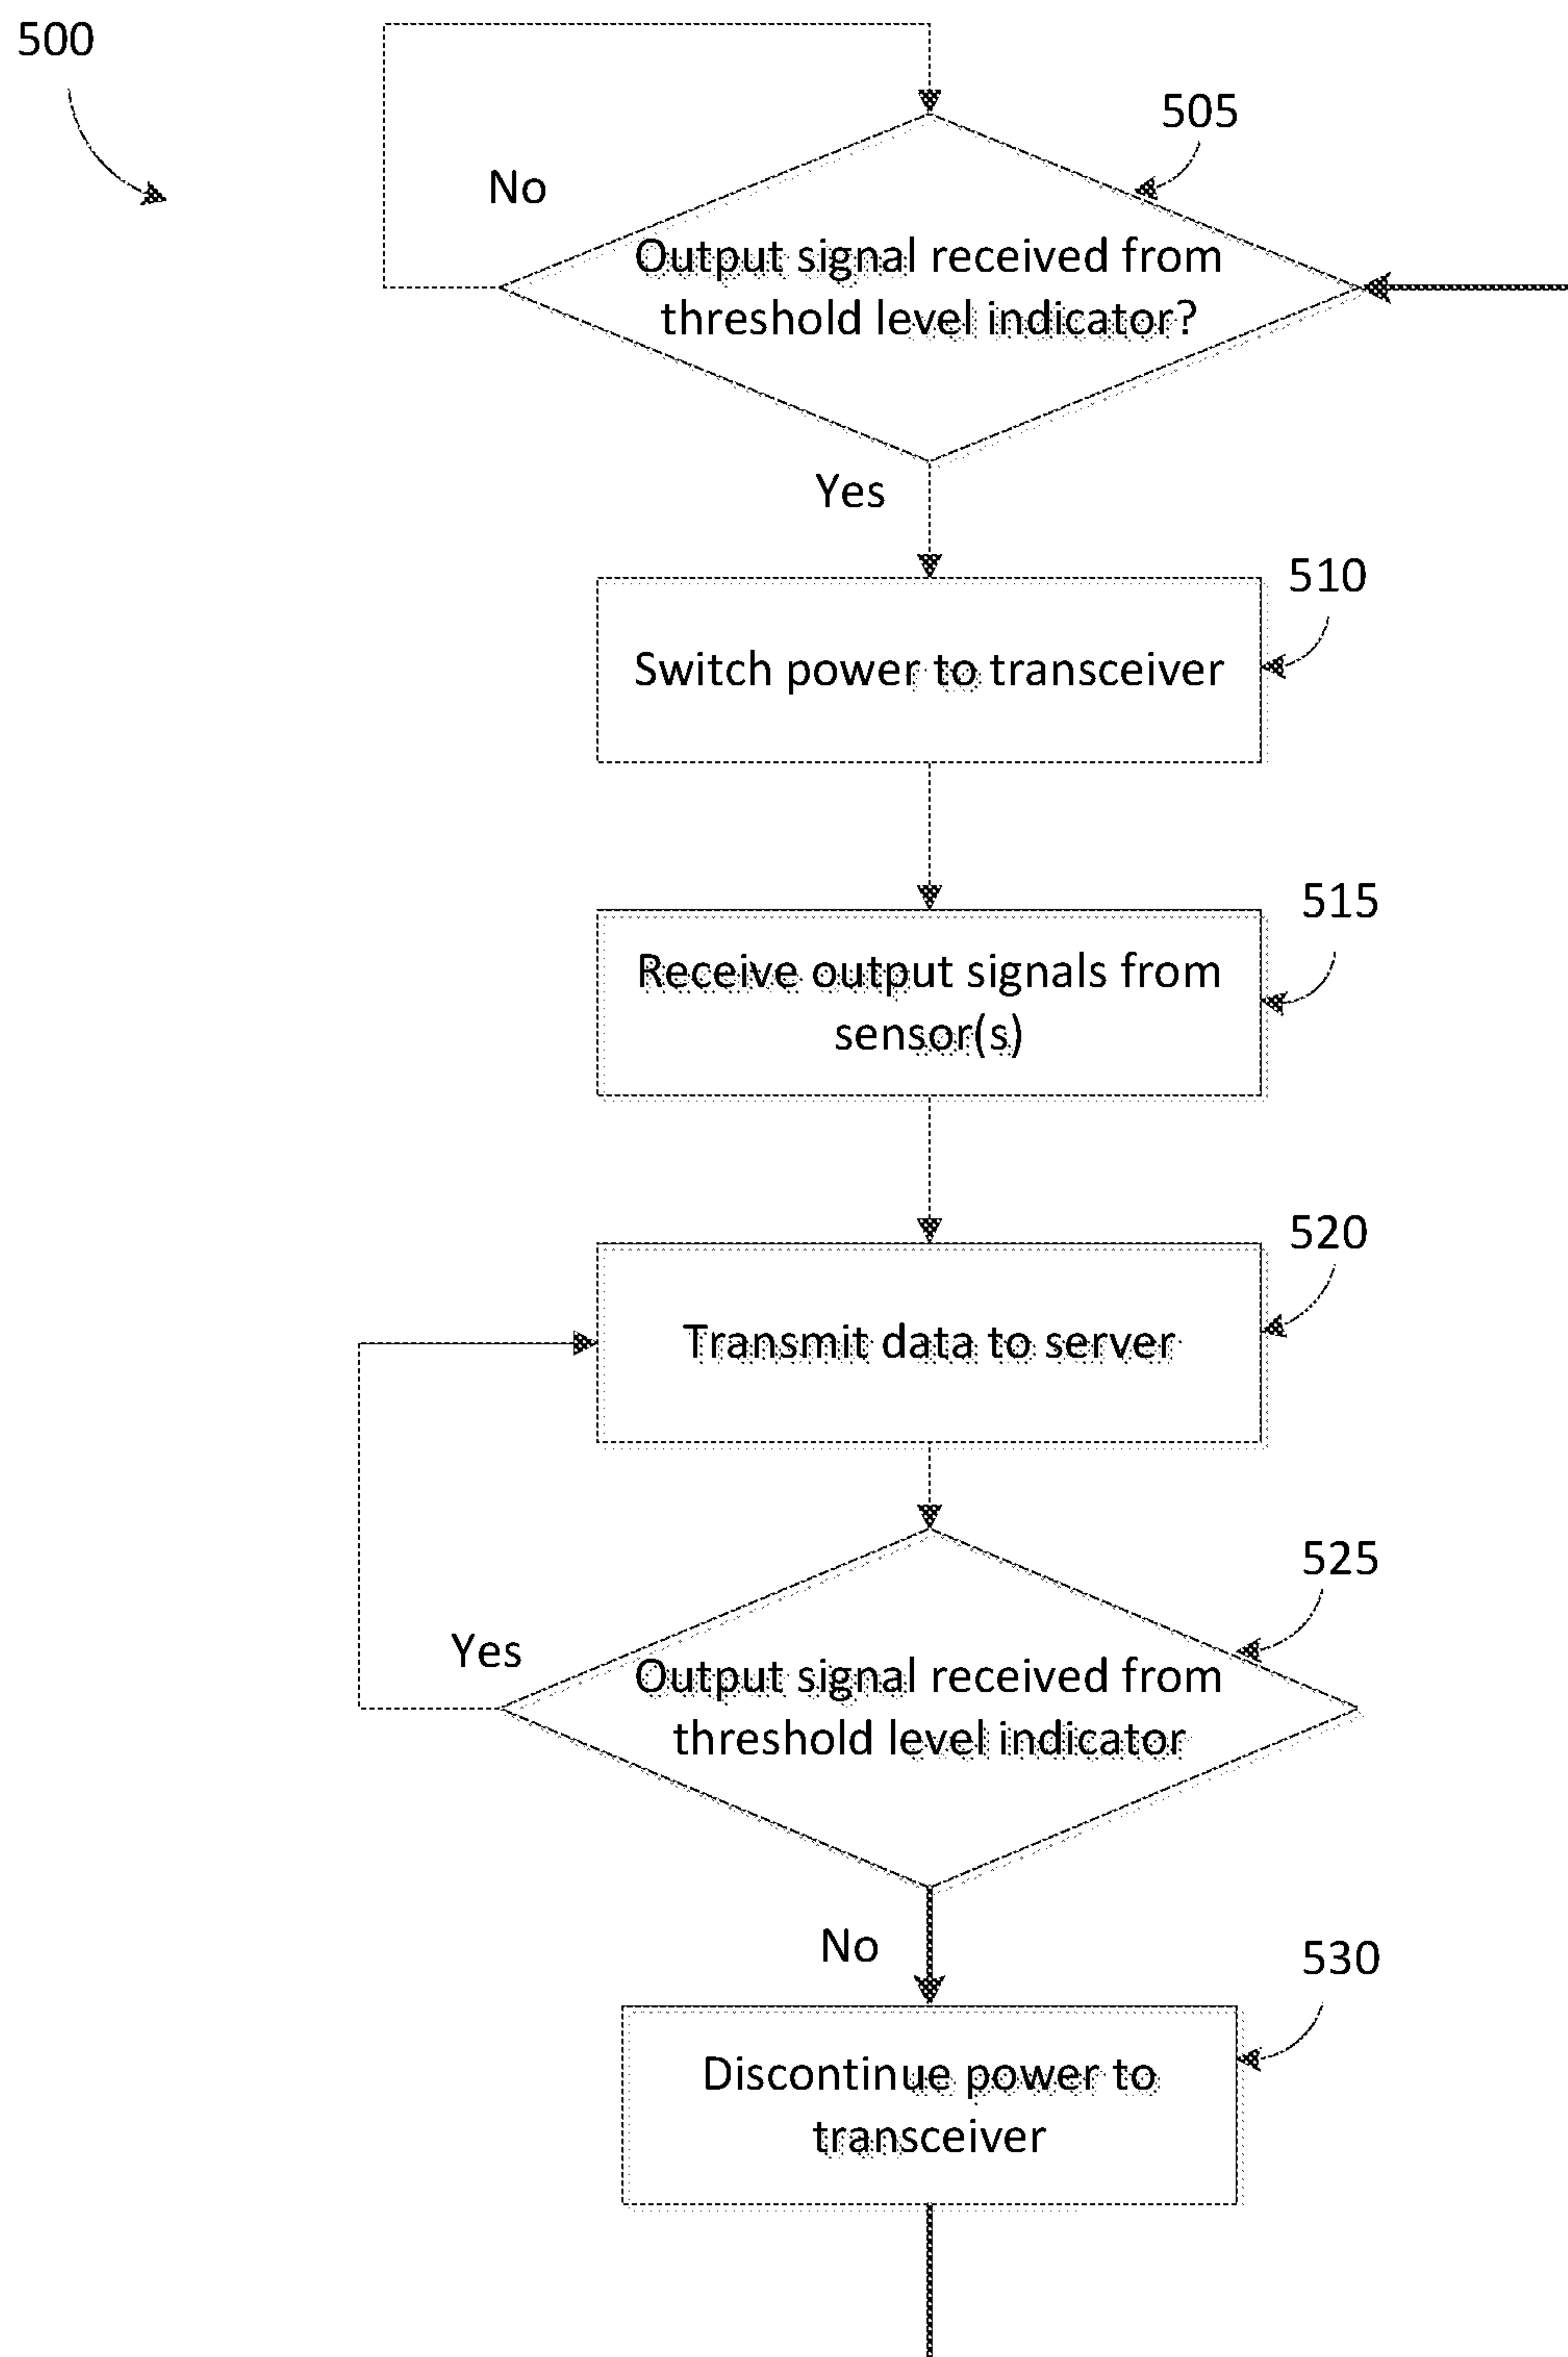 500
505
No
Output signal received from
threshold level indicator?
Yes
510
Switch power to transceiver
515
Receive output signals from
sensor(s)
520
Transmit data to server
525
Yes
Output signal received from
threshold level indicator
No
530
Discontinue power to
transceiver